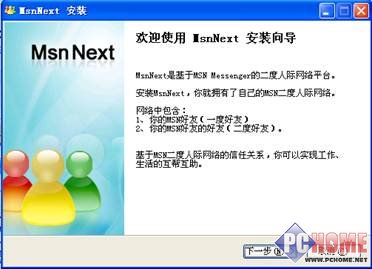 MsnNext 安装
Msn Next
欢迎使用 MsnNext 安装向导
MsnNext是基于MSN Messenger的二度人际网络平台。
安装MsnNext，你就拥有了自己的MSN二度人际网络。
网络中包含：
1、你的MSN好友(一度好友)
2、你的MSN好友的好友(二度好友)。
基于MSN二度人际网络的信任关系，你可以实现工作、
生活的互帮互助。
下一步(N)
PCHOME
WWW.PCHOME.NET